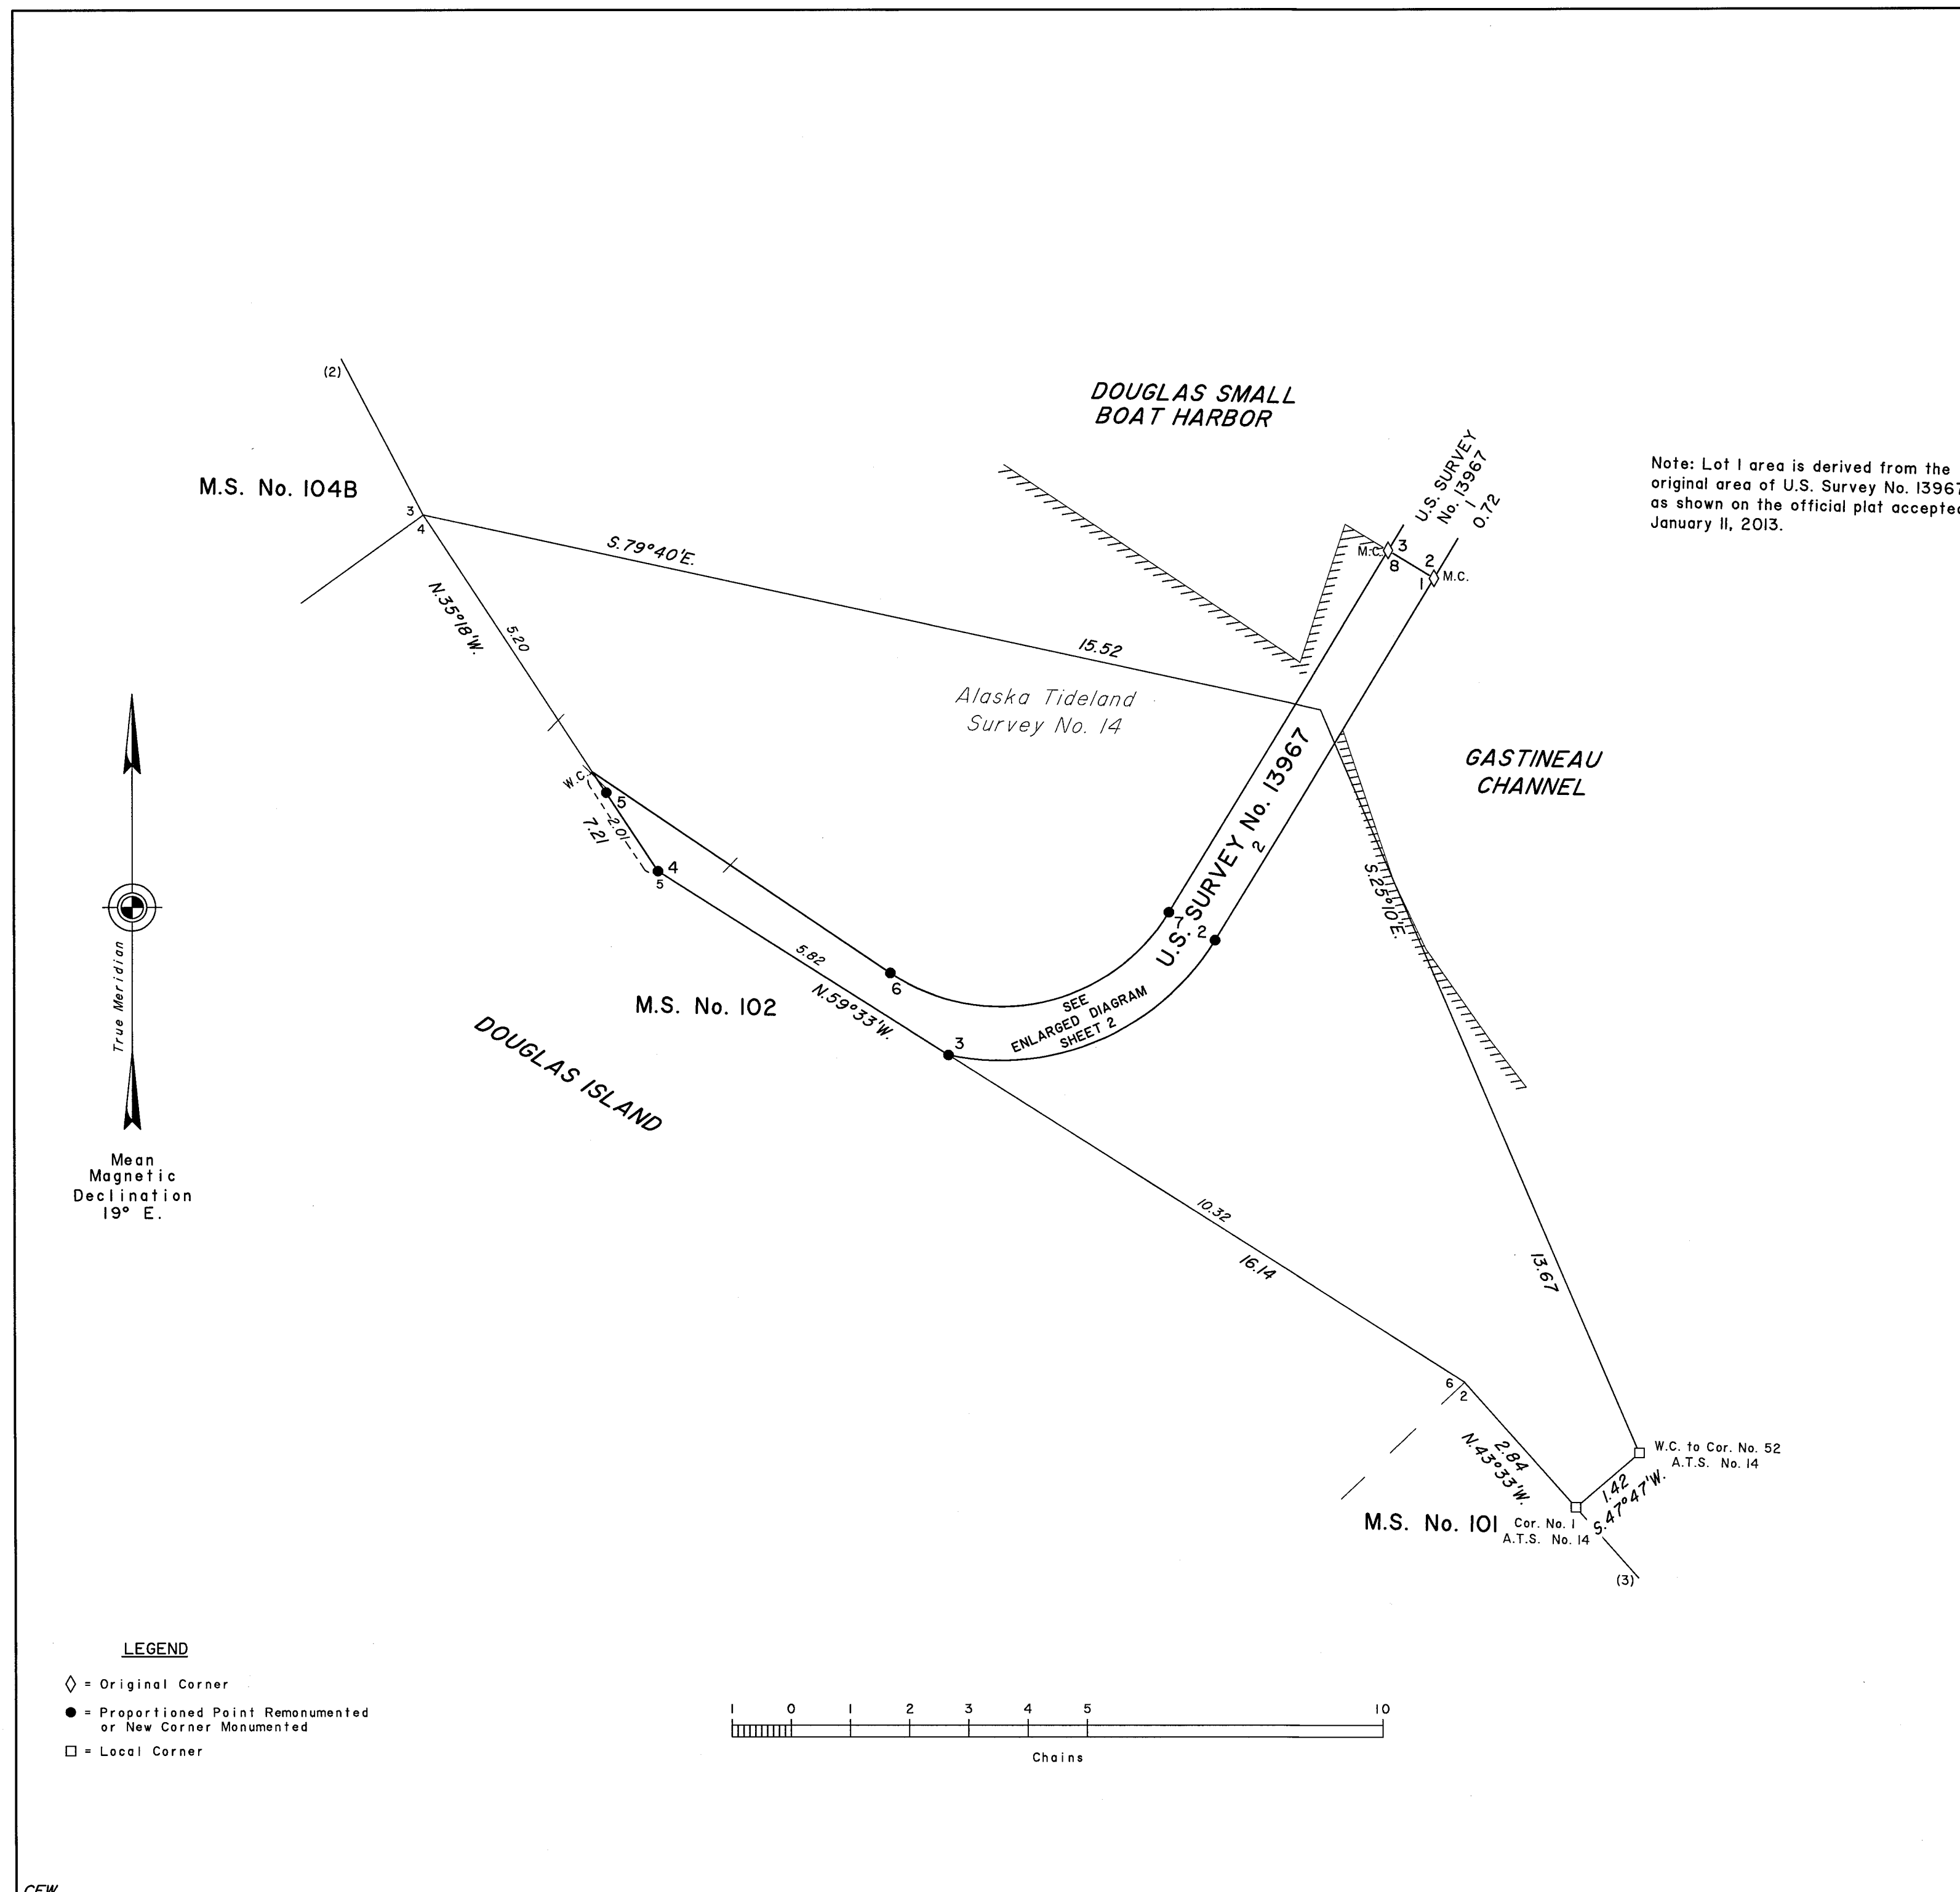 (2)
M.S. No. 104B
3
4
N.35°18'W.
5.20
S.79°40'E.
15.52
DOUGLAS SMALL
BOAT HARBOR
U.S. SURVEY
No. 13967
1
0.72
M.C.
3
8
2
1
M.C.
Note: Lot 1 area is derived from the
original area of U.S. Survey No. 13967
as shown on the official plat accepted
January 11, 2013.
Alaska Tideland
Survey No. 14
GASTINEAU
CHANNEL
W.C.
5
2.01
7.21
4
5
U.S. SURVEY No. 13967
2
7
2
S.25°10'E.
5.82
N.59°33'W.
6
3
SEE
ENLARGED DIAGRAM
SHEET 2
M.S. No. 102
DOUGLAS ISLAND
True Meridian
Mean
Magnetic
Declination
19° E.
10.32
16.14
13.67
6
2
2.84
N.43°33'W.
W.C. to Cor. No. 52
A.T.S. No. 14
1.42
S.47°47'W.
M.S. No. 101
Cor. No. 1
A.T.S. No. 14
(3)
LEGEND
= Original Corner
= Proportioned Point Remonumented
or New Corner Monumented
= Local Corner
1 0 1 2 3 4 5 10
Chains
CFW